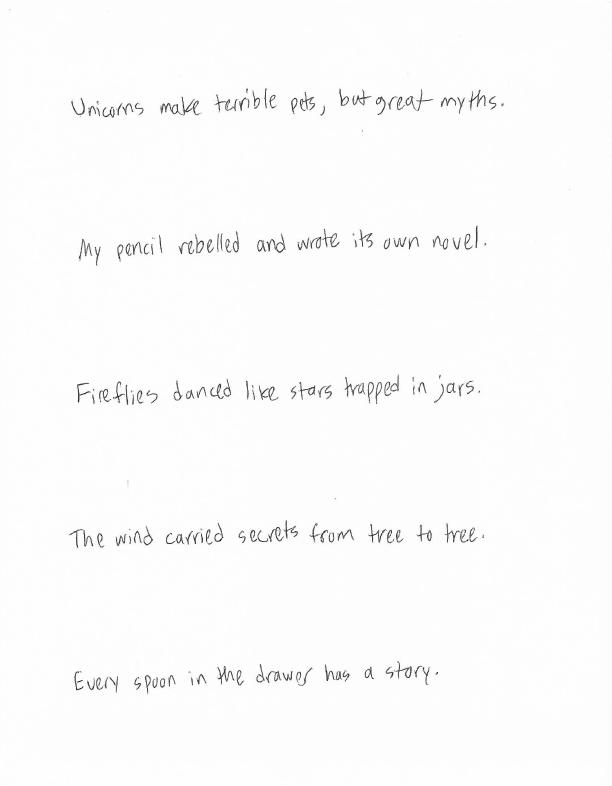 Unicorns make terrible pets, but great myths.
My pencil rebelled and wrote its own novel.
Fireflies danced like stars trapped in jars.
The wind carried secrets from tree to tree.
Every spoon in the drawer has a story.